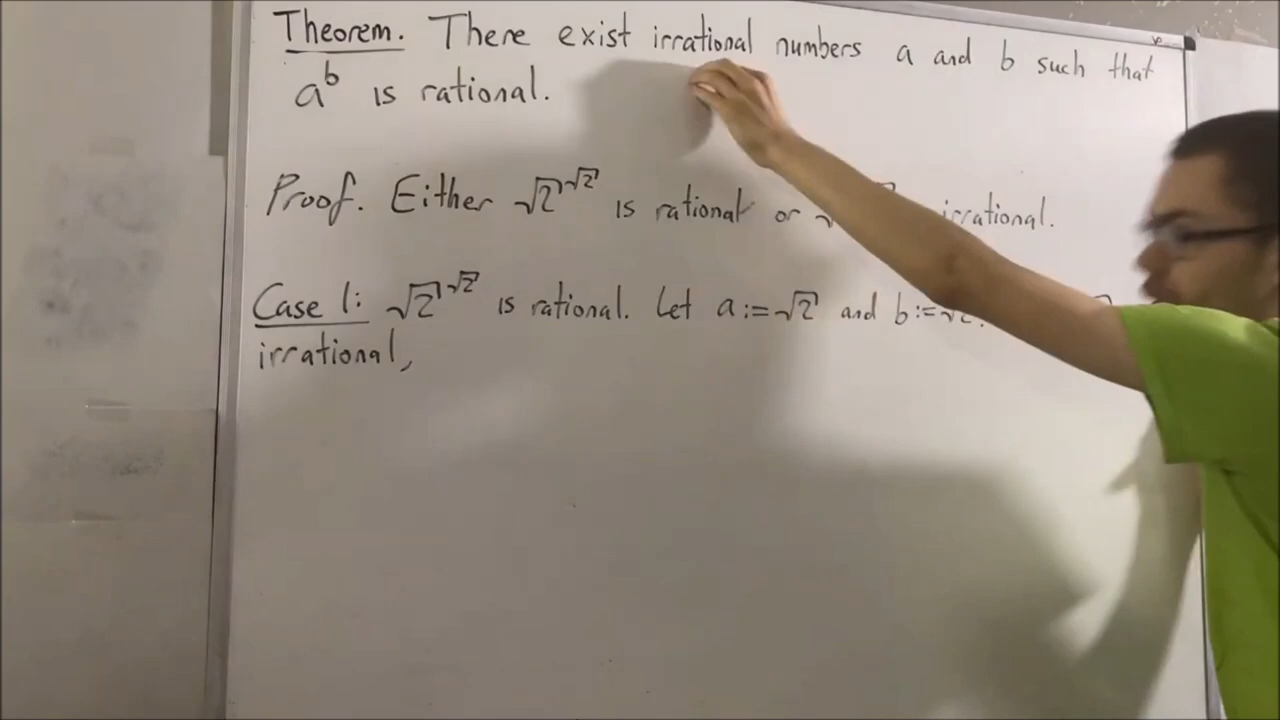 Theorem. There exist irrational numbers a and b such that
a^b is rational.
Proof. Either √2^√2 is rational or irrational.
Case 1: √2^√2 is rational. Let a:=√2 and b:=√2.
irrational,